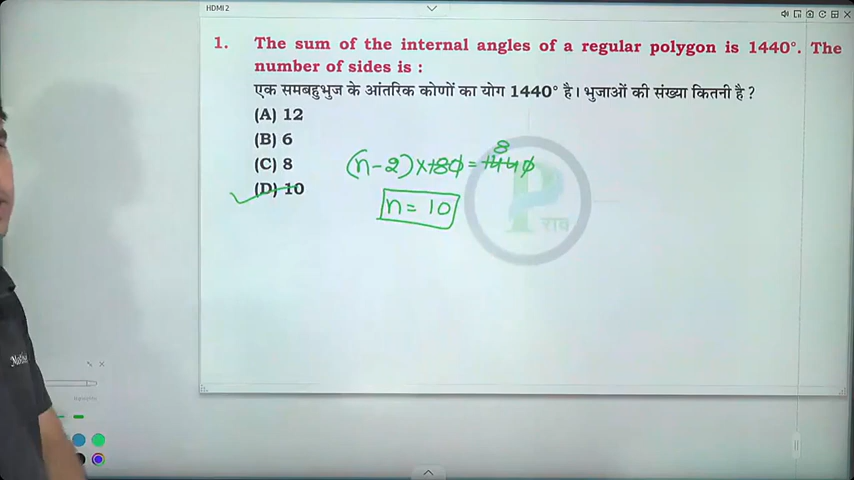 HDMI 2
1. The sum of the internal angles of a regular polygon is 1440°. The
number of sides is :
एक समबहुभुज के आंतरिक कोणों का योग 1440° है। भुजाओं की संख्या कितनी है ?
(A) 12
(B) 6
(C) 8
(D) 10
8
(n-2)×180=1440
n = 10
राव